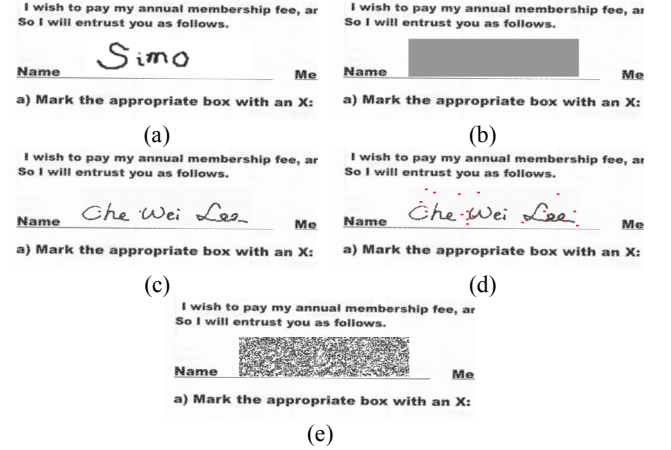 I wish to pay my annual membership fee, ar
So I will entrust you as follows.
Simo
Name Me
a) Mark the appropriate box with an X:
(a)
I wish to pay my annual membership fee, ar
So I will entrust you as follows.
Name Me
a) Mark the appropriate box with an X:
(b)
I wish to pay my annual membership fee, ar
So I will entrust you as follows.
Che Wei Lee
Name Me
a) Mark the appropriate box with an X:
(c)
I wish to pay my annual membership fee, ar
So I will entrust you as follows.
Che Wei Lee
Name Me
a) Mark the appropriate box with an X:
(d)
I wish to pay my annual membership fee, ar
So I will entrust you as follows.
Name Me
a) Mark the appropriate box with an X:
(e)